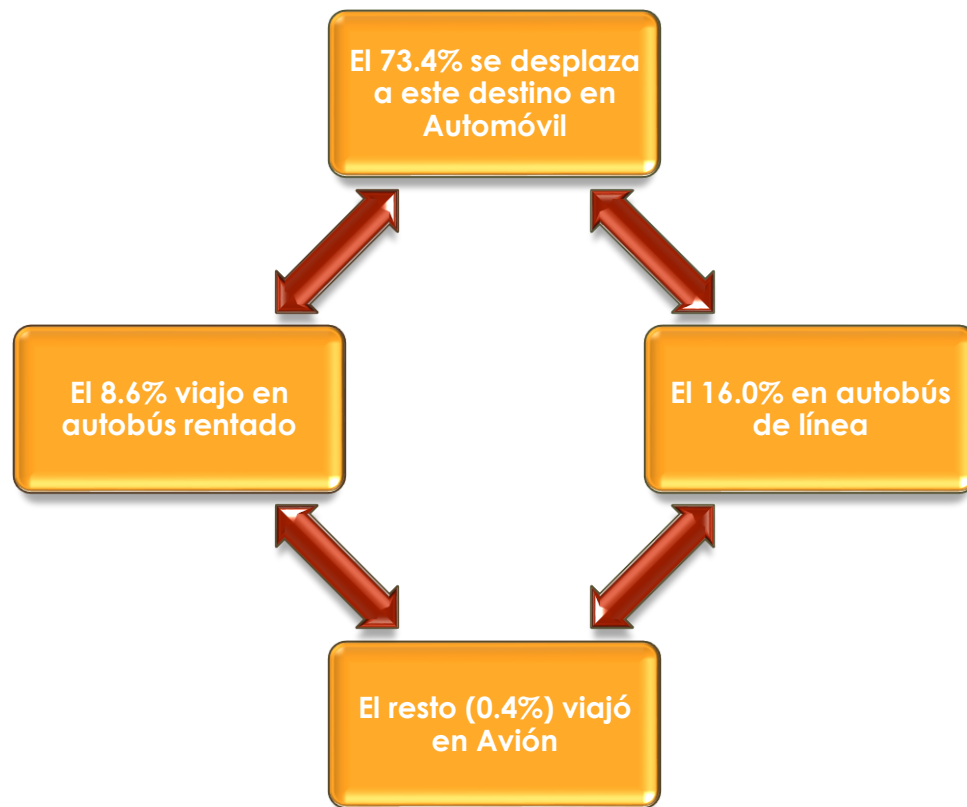 El 73.4% se desplaza
a este destino en
Automóvil
El 8.6% viajo en
autobús rentado
El 16.0% en autobús
de línea
El resto (0.4%) viajó
en Avión